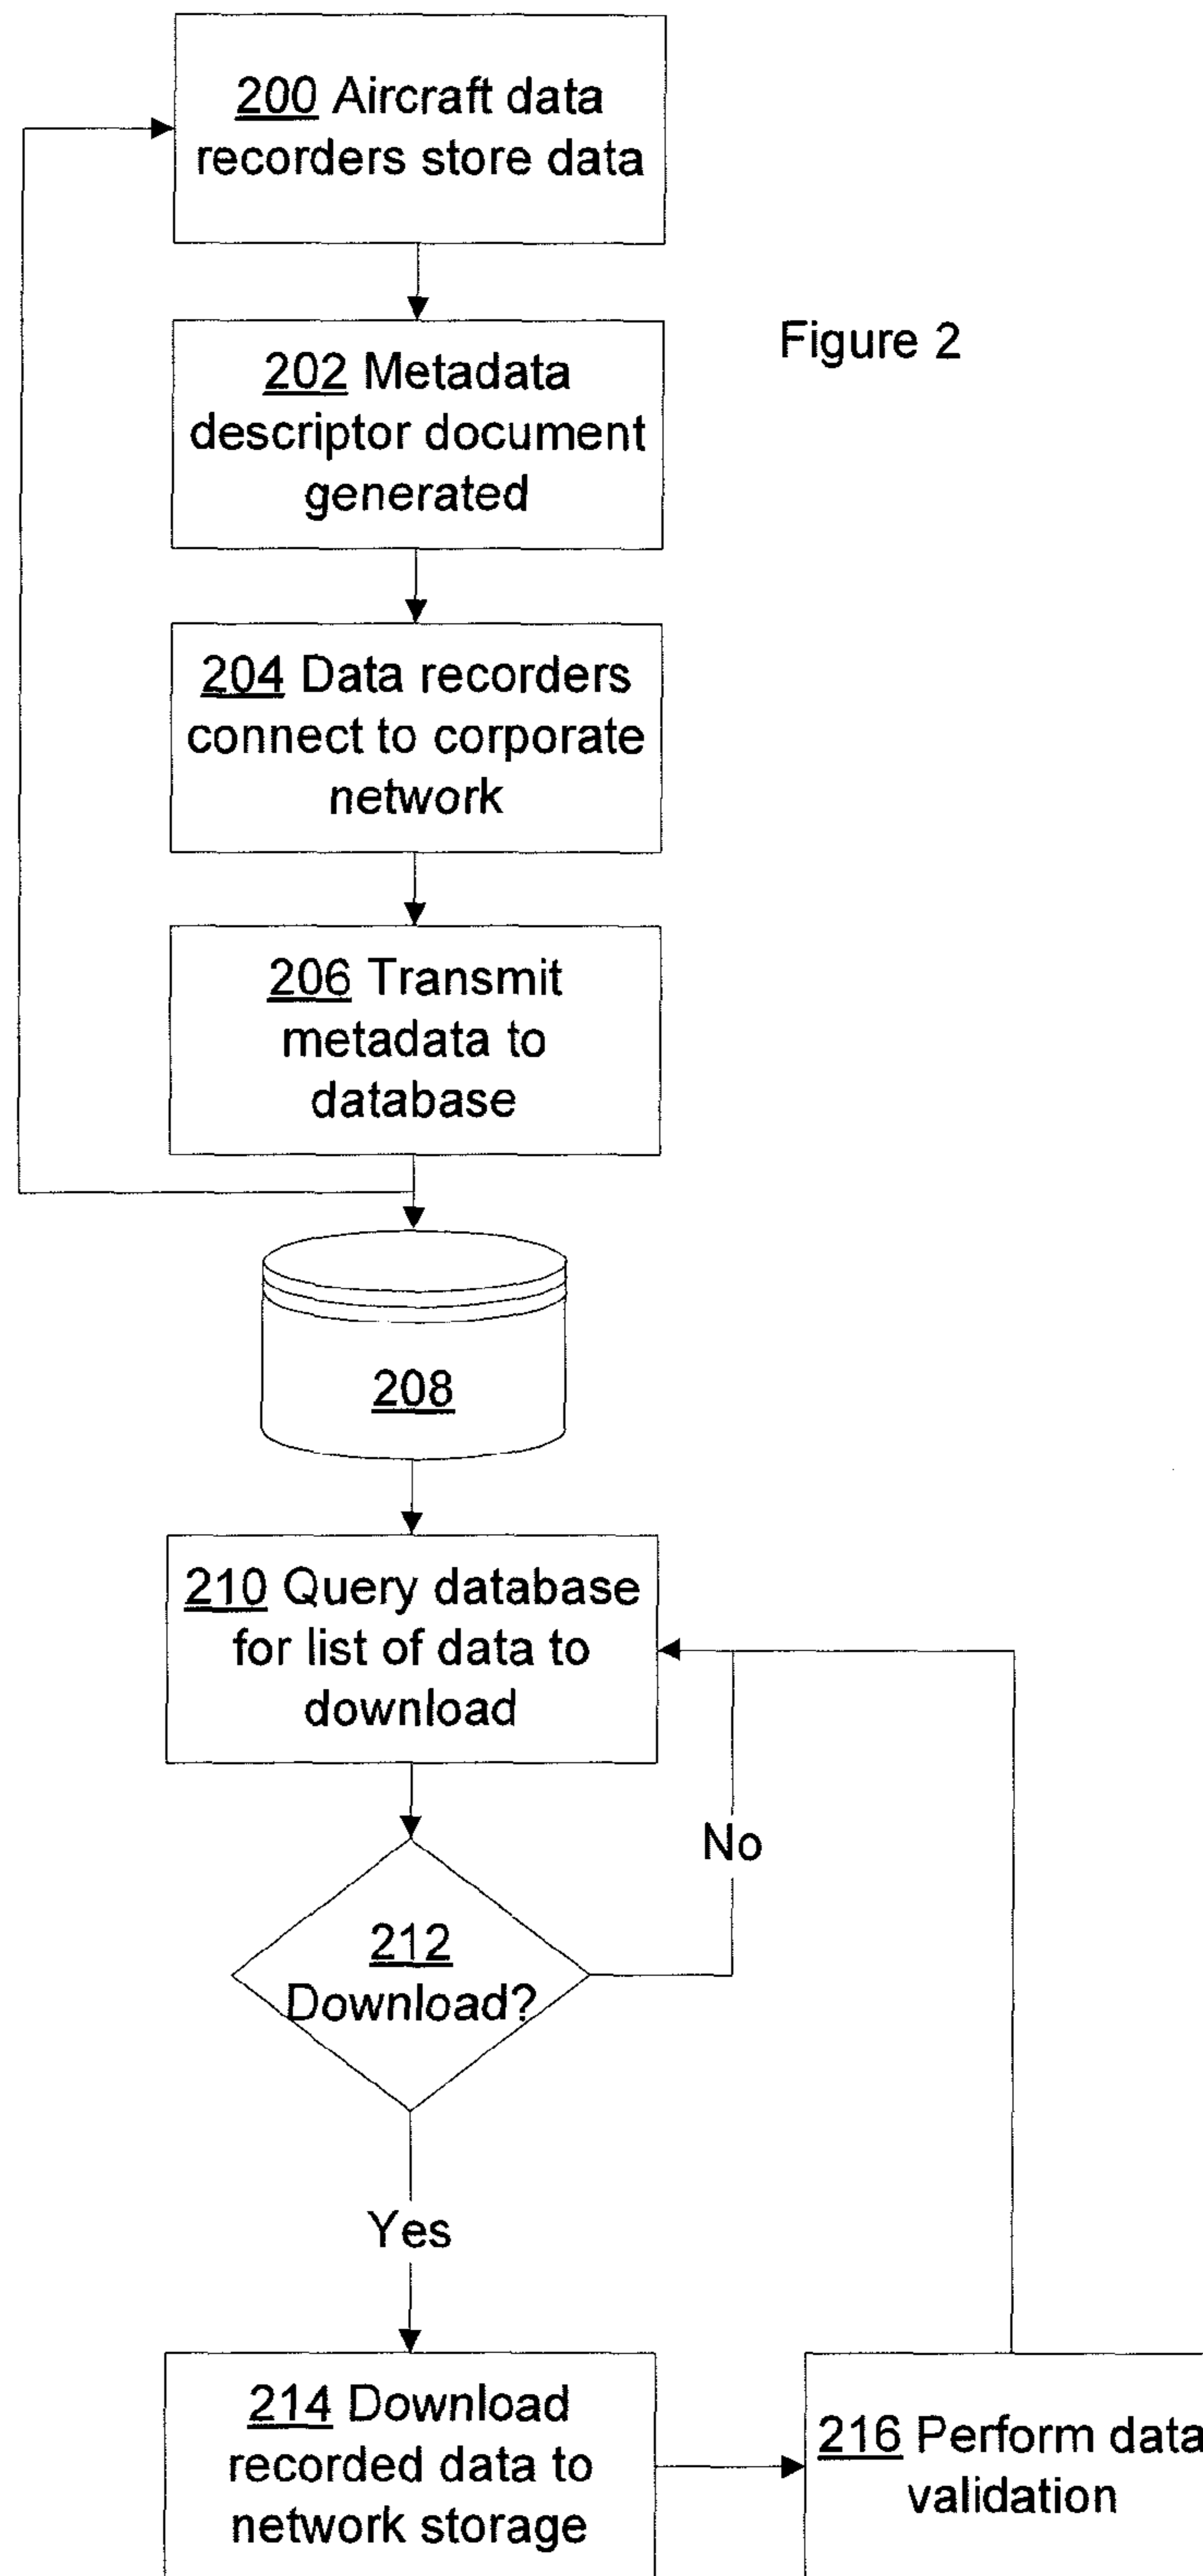 200 Aircraft data
recorders store data
Figure 2
202 Metadata
descriptor document
generated
204 Data recorders
connect to corporate
network
206 Transmit
metadata to
database
208
210 Query database
for list of data to
download
No
212
Download?
Yes
214 Download
recorded data to
network storage
216 Perform data
validation